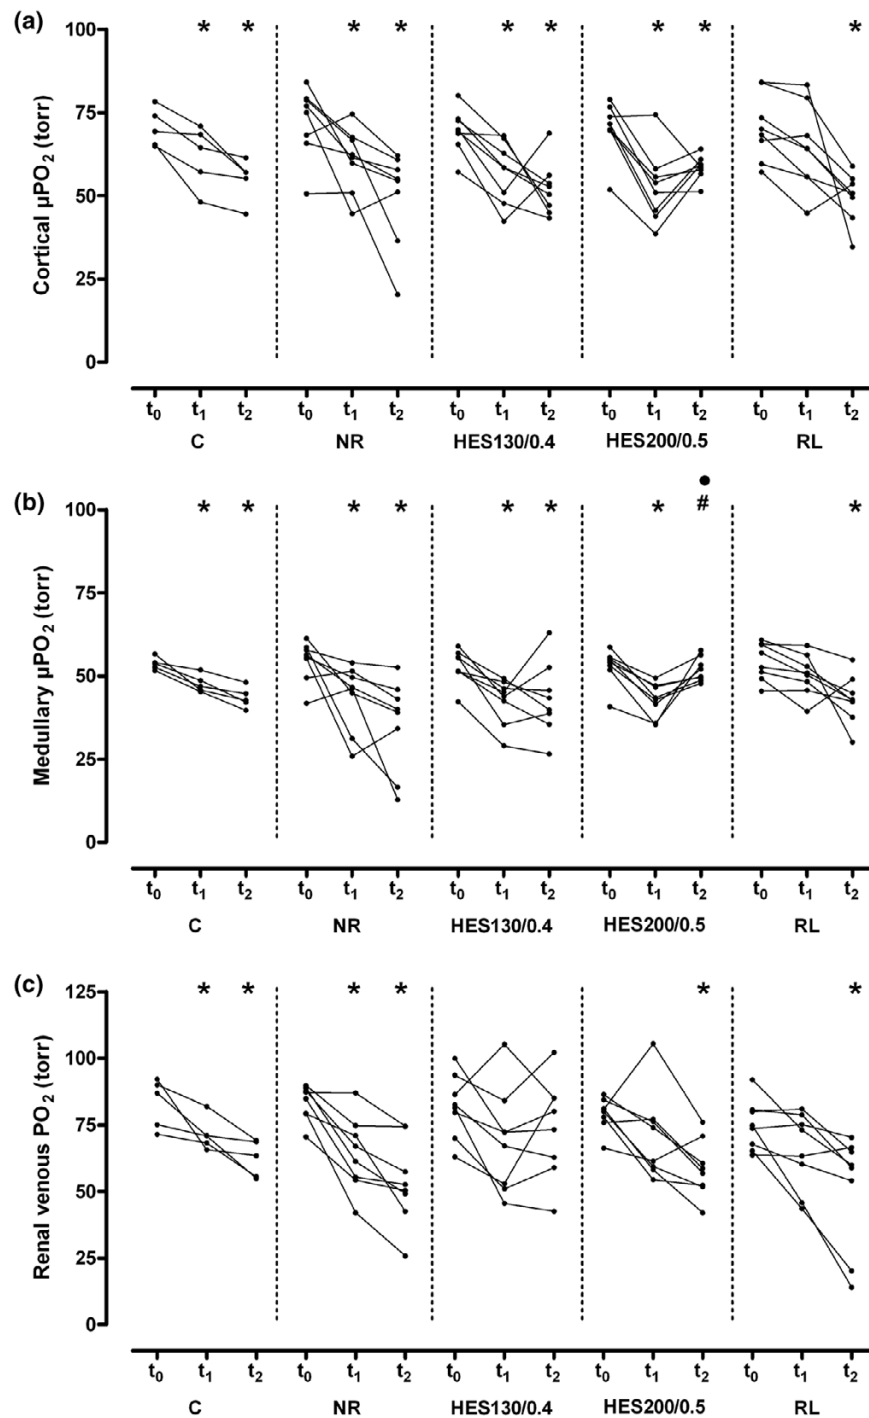 (a)
* * * * * * * * *
100
75
50
25
0
Cortical µPO₂ (torr)
t₀ t₁ t₂ t₀ t₁ t₂ t₀ t₁ t₂ t₀ t₁ t₂ t₀ t₁ t₂
C NR HES130/0.4 HES200/0.5 RL
(b)
●
* * * * * * * # *
100
75
50
25
0
Medullary µPO₂ (torr)
t₀ t₁ t₂ t₀ t₁ t₂ t₀ t₁ t₂ t₀ t₁ t₂ t₀ t₁ t₂
C NR HES130/0.4 HES200/0.5 RL
(c)
* * * * * *
125
100
75
50
25
0
Renal venous PO₂ (torr)
t₀ t₁ t₂ t₀ t₁ t₂ t₀ t₁ t₂ t₀ t₁ t₂ t₀ t₁ t₂
C NR HES130/0.4 HES200/0.5 RL